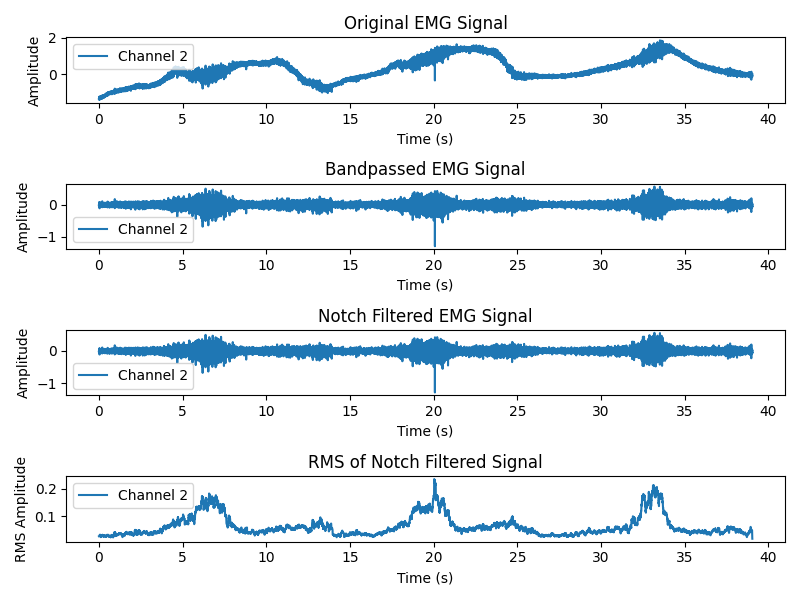 Original EMG Signal
Amplitude
2
0
Channel 2
0 5 10 15 20 25 30 35 40
Time (s)
Bandpassed EMG Signal
Amplitude
0
−1
Channel 2
0 5 10 15 20 25 30 35 40
Time (s)
Notch Filtered EMG Signal
Amplitude
0
−1
Channel 2
0 5 10 15 20 25 30 35 40
Time (s)
RMS of Notch Filtered Signal
RMS Amplitude
0.2
0.1
Channel 2
0 5 10 15 20 25 30 35 40
Time (s)